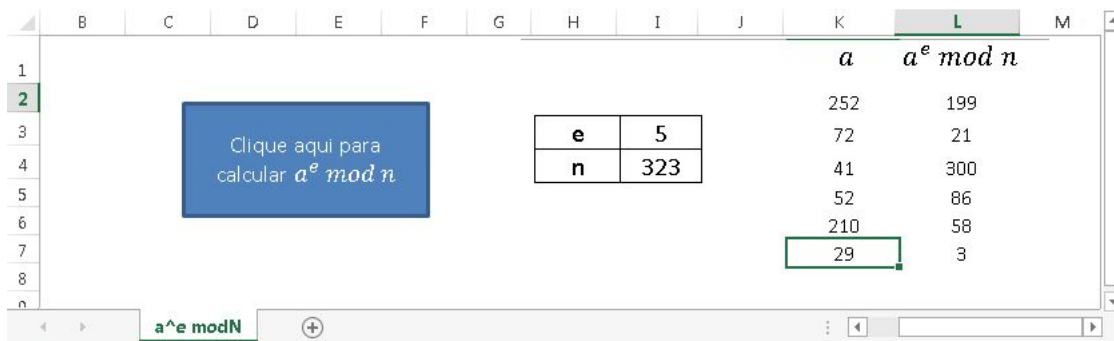 B C D E F G H I J K L M
1 a a^e mod n
2 252 199
3 Clique aqui para e 5 72 21
4 calcular a^e mod n n 323 41 300
5 52 86
6 210 58
7 29 3
8
a^e modN